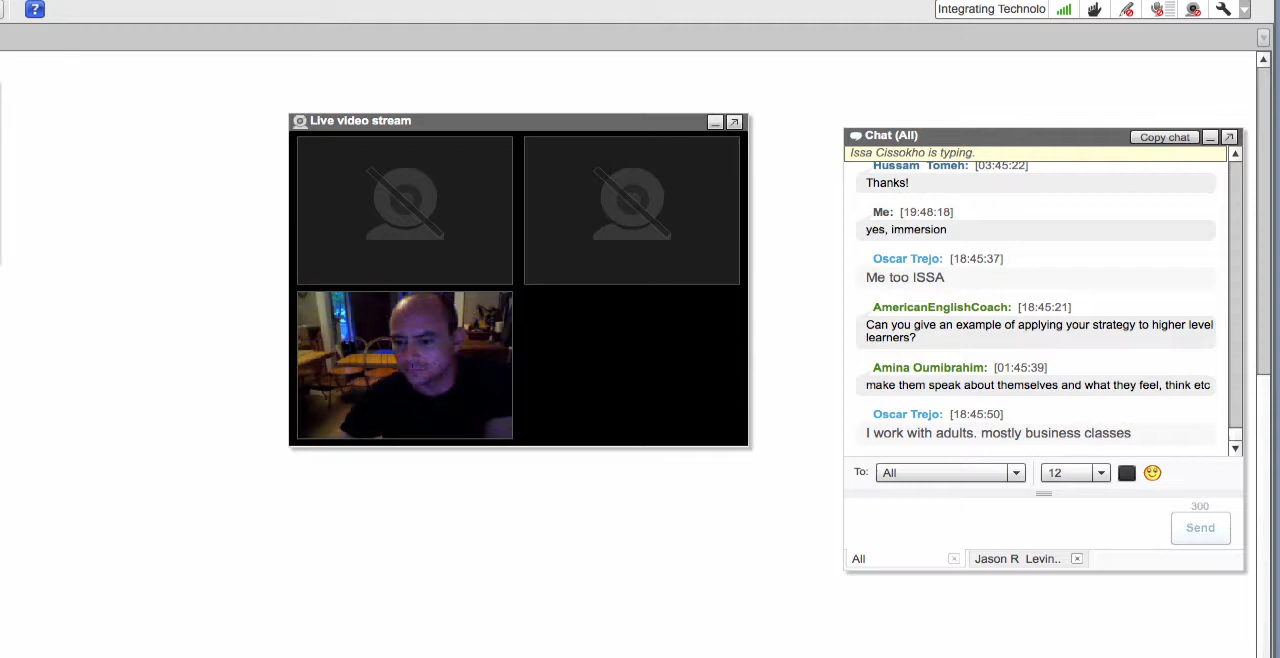 ?
Integrating Technolo
Live video stream
Chat (All)
Copy chat
Issa Cissokho is typing.
Hussam Tomeh: [03:45:22]
Thanks!
Me: [19:48:18]
yes, immersion
Oscar Trejo: [18:45:37]
Me too ISSA
AmericanEnglishCoach: [18:45:21]
Can you give an example of applying your strategy to higher level
learners?
Amina Oumibrahim: [01:45:39]
make them speak about themselves and what they feel, think etc
Oscar Trejo: [18:45:50]
I work with adults. mostly business classes
To: All 12
300
Send
All Jason R Levin..